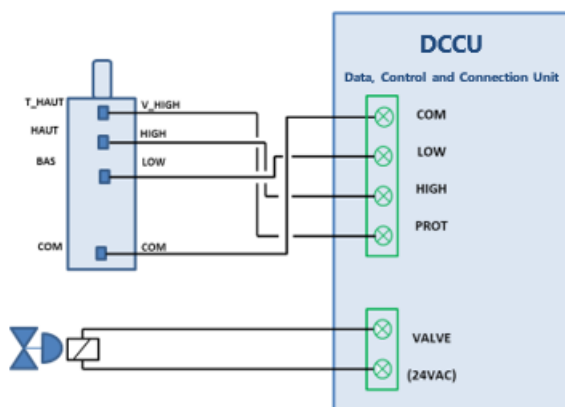 DCCU
Data, Control and Connection Unit
T_HAUT V_HIGH
COM
HAUT HIGH
BAS LOW
LOW
HIGH
PROT
COM COM
VALVE
(24VAC)